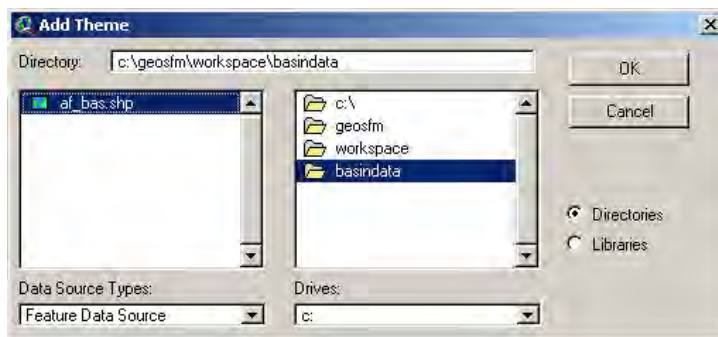 Add Theme
Directory: c:\geosfm\workspace\basindata
OK
Cancel
af_bas.shp
c:\
geosfm
workspace
basindata
Directories
Libraries
Data Source Types:
Feature Data Source
Drives:
c: